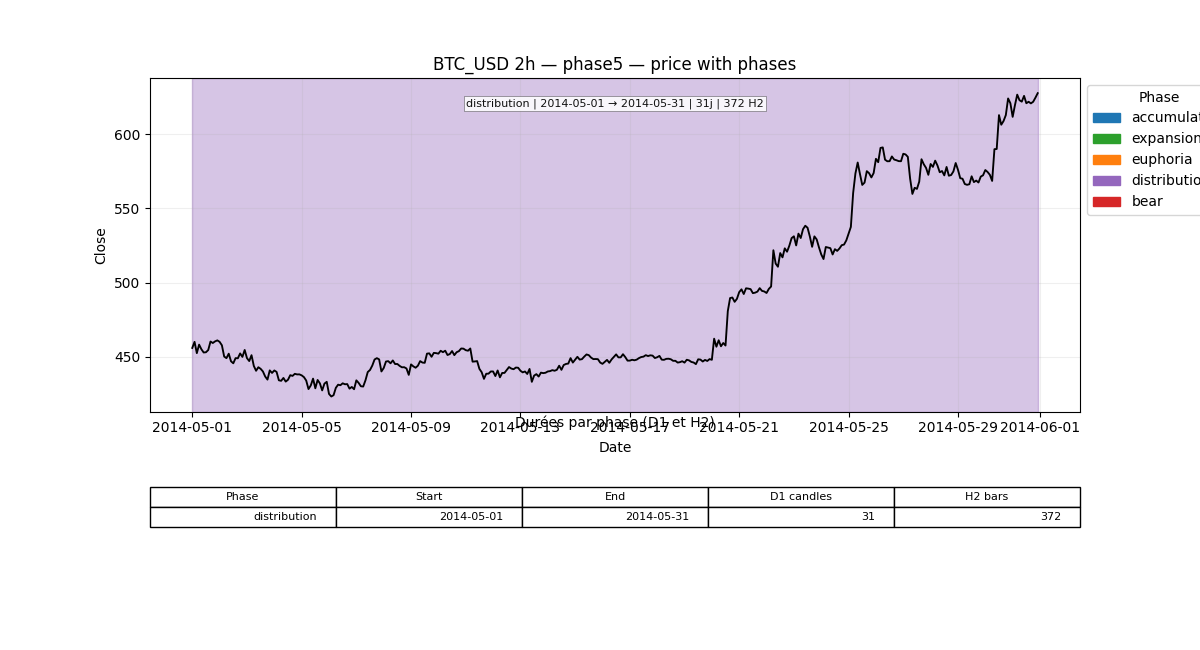 BTC_USD 2h — phase5 — price with phases
distribution | 2014-05-01 → 2014-05-31 | 31j | 372 H2
Phase
accumulat
expansion
euphoria
distributio
bear
Close
600
550
500
450
2014-05-01 2014-05-05 2014-05-09 2014-05-13 2014-05-17 2014-05-21 2014-05-25 2014-05-29 2014-06-01
Durées par phase (D1 et H2)
Date
Phase Start End D1 candles H2 bars
distribution 2014-05-01 2014-05-31 31 372